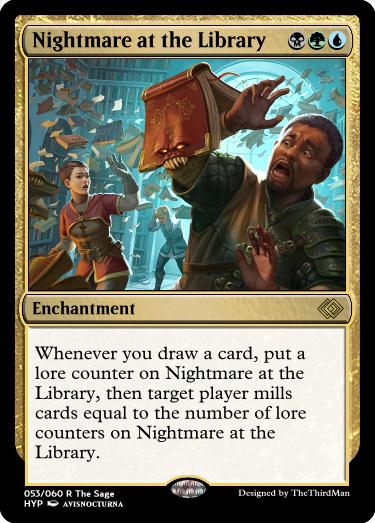 Nightmare at the Library
Enchantment
Whenever you draw a card, put a
lore counter on Nightmare at the
Library, then target player mills
cards equal to the number of lore
counters on Nightmare at the
Library.
053/060 R The Sage
Designed by TheThirdMan
HYP AVISNOCTURNA